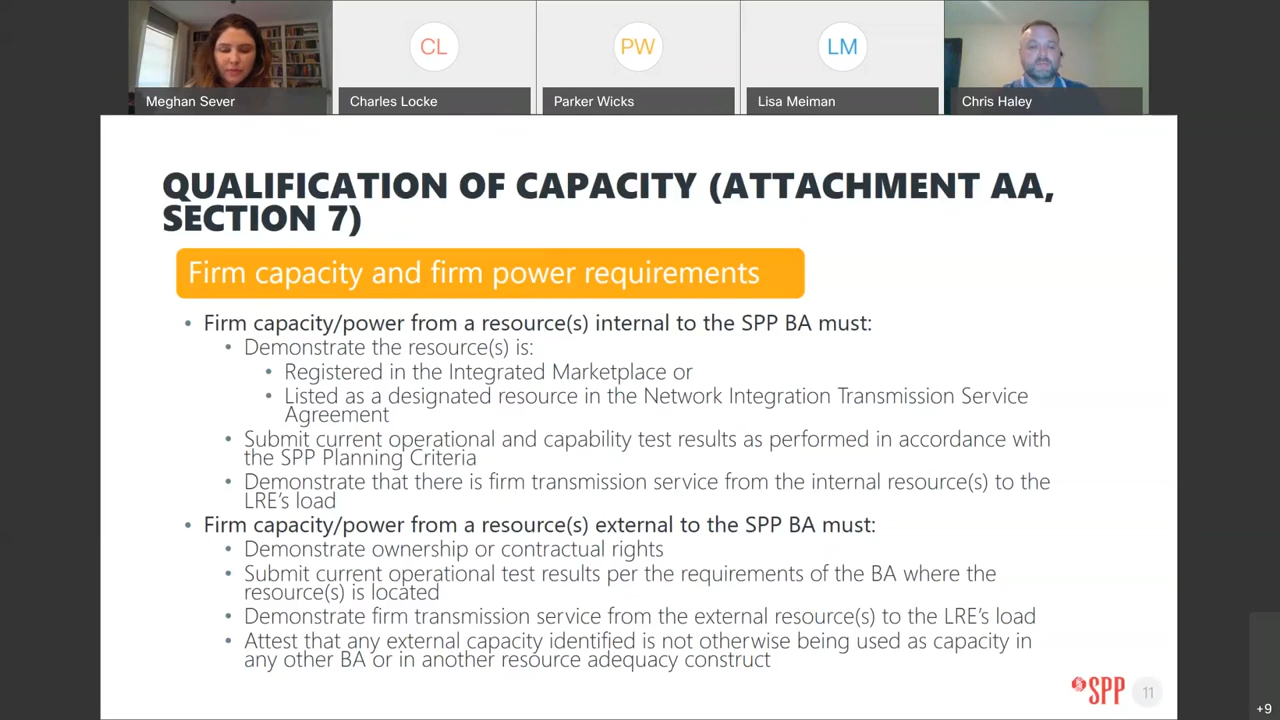 CL
PW
LM
Meghan Sever
Charles Locke
Parker Wicks
Lisa Meiman
Chris Haley
QUALIFICATION OF CAPACITY (ATTACHMENT AA,
SECTION 7)
Firm capacity and firm power requirements
• Firm capacity/power from a resource(s) internal to the SPP BA must:
• Demonstrate the resource(s) is:
• Registered in the Integrated Marketplace or
• Listed as a designated resource in the Network Integration Transmission Service
Agreement
• Submit current operational and capability test results as performed in accordance with
the SPP Planning Criteria
• Demonstrate that there is firm transmission service from the internal resource(s) to the
LRE's load
• Firm capacity/power from a resource(s) external to the SPP BA must:
• Demonstrate ownership or contractual rights
• Submit current operational test results per the requirements of the BA where the
resource(s) is located
• Demonstrate firm transmission service from the external resource(s) to the LRE's load
• Attest that any external capacity identified is not otherwise being used as capacity in
any other BA or in another resource adequacy construct
SPP
11
+9